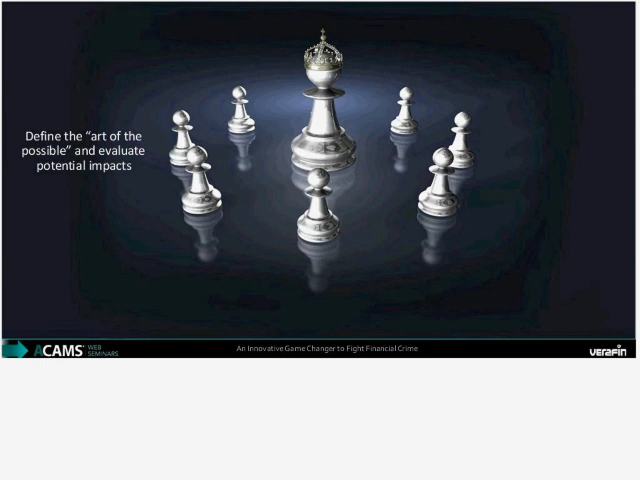 Define the “art of the
possible” and evaluate
potential impacts
ACAMS® WEB
SEMINARS
An Innovative Game Changer to Fight Financial Crime
verafin